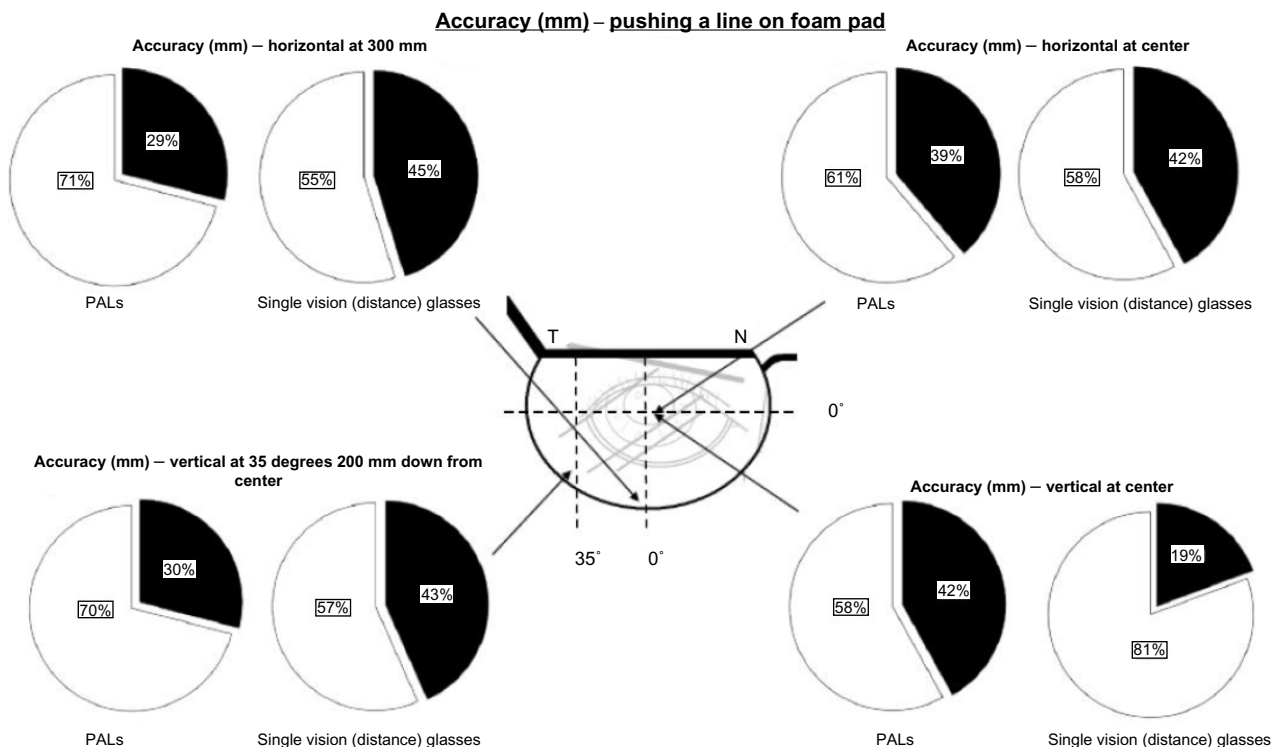 Accuracy (mm) – pushing a line on foam pad
Accuracy (mm) – horizontal at 300 mm
29%
71%
PALs
45%
55%
Single vision (distance) glasses
Accuracy (mm) – horizontal at center
39%
61%
PALs
42%
58%
Single vision (distance) glasses
T
N
0°
35°
0°
Accuracy (mm) – vertical at 35 degrees 200 mm down from
center
30%
70%
PALs
43%
57%
Single vision (distance) glasses
Accuracy (mm) – vertical at center
42%
58%
PALs
19%
81%
Single vision (distance) glasses